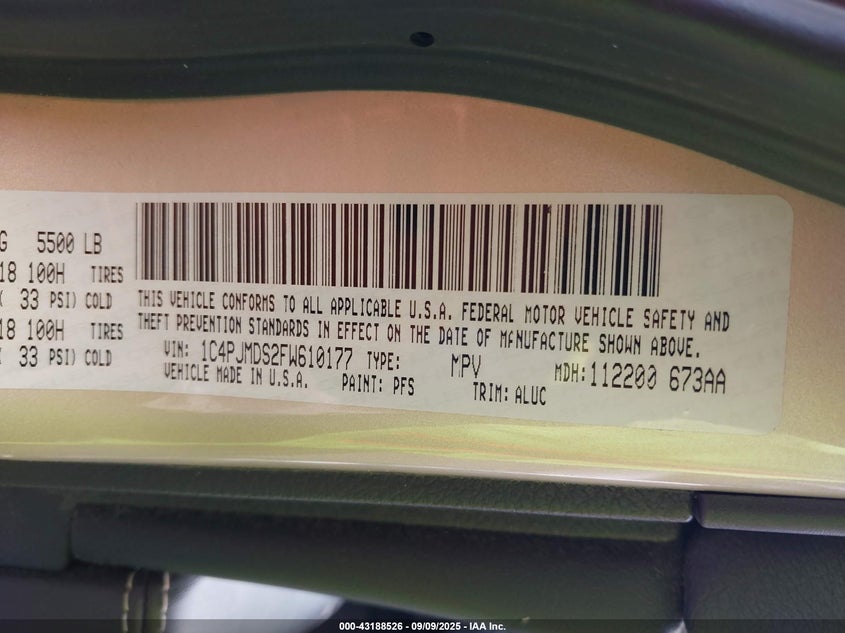 G 5500 LB
18 100H TIRES
( 33 PSI) COLD
18 100H TIRES
( 33 PSI) COLD
THIS VEHICLE CONFORMS TO ALL APPLICABLE U.S.A. FEDERAL MOTOR VEHICLE SAFETY AND
THEFT PREVENTION STANDARDS IN EFFECT ON THE DATE OF MANUFACTURE SHOWN ABOVE.
VIN: 1C4PJMDS2FW610177 TYPE: MPV MDH: 112200 673AA
VEHICLE MADE IN U.S.A. PAINT: PFS TRIM: ALUC
000-43188526 - 09/09/2025 - IAA Inc.